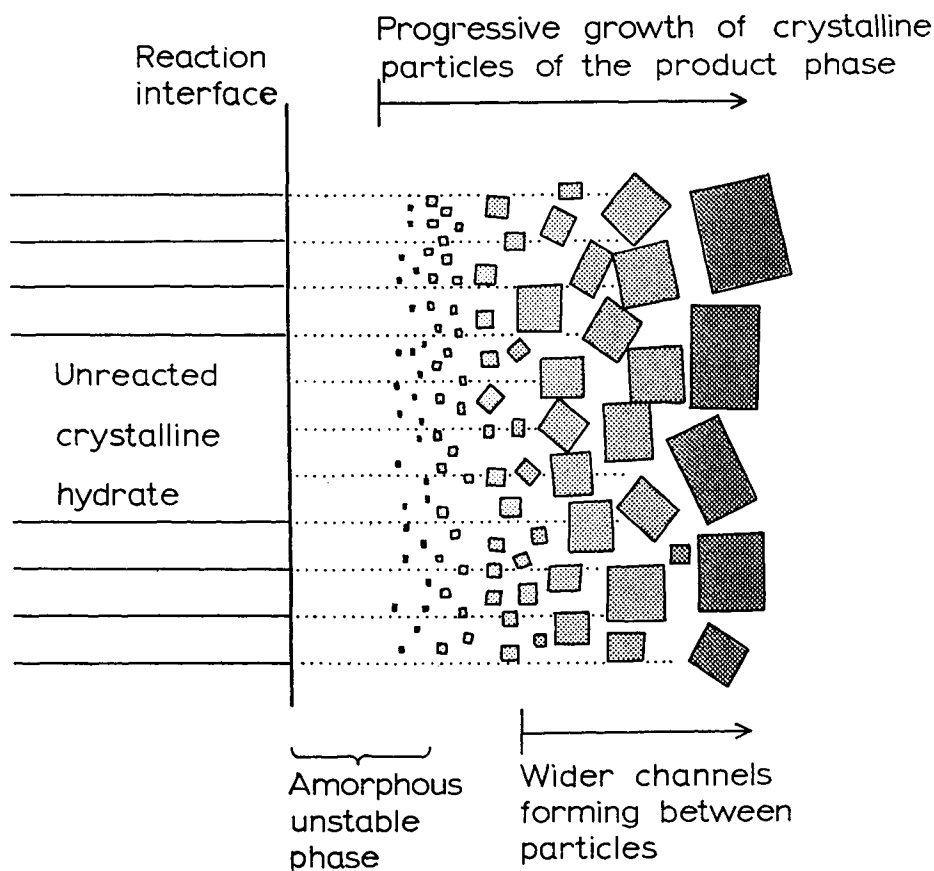 Progressive growth of crystalline
particles of the product phase
Reaction
interface
Unreacted
crystalline
hydrate
Amorphous
unstable
phase
Wider channels
forming between
particles